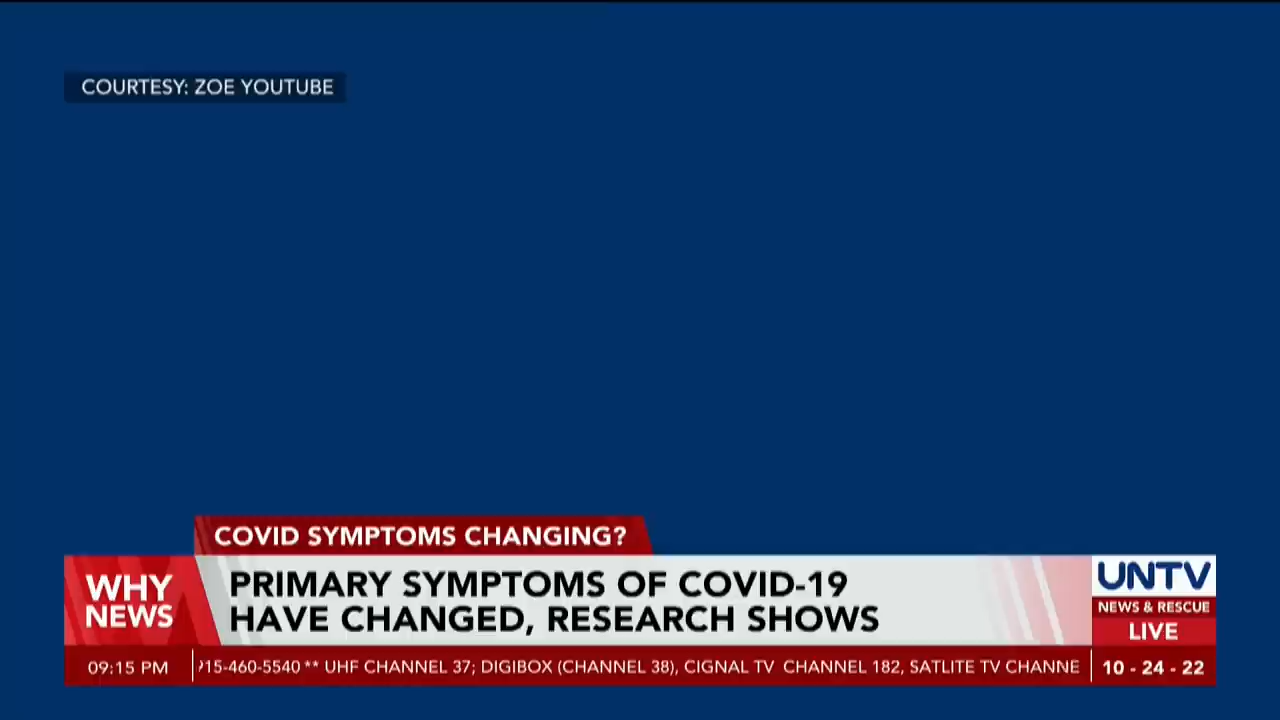 COURTESY: ZOE YOUTUBE
COVID SYMPTOMS CHANGING?
WHY
NEWS
PRIMARY SYMPTOMS OF COVID-19
HAVE CHANGED, RESEARCH SHOWS
UNTV
NEWS & RESCUE
LIVE
09:15 PM
15-460-5540 ** UHF CHANNEL 37; DIGIBOX (CHANNEL 38), CIGNAL TV CHANNEL 182, SATLITE TV CHANNE
10 - 24 - 22